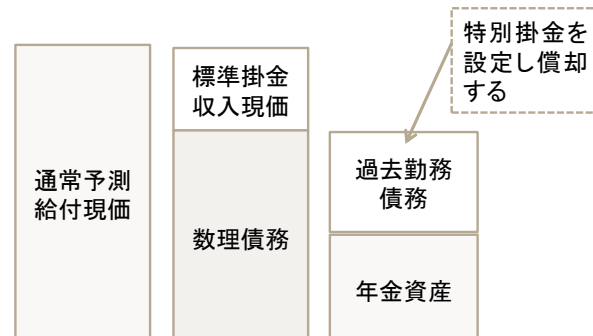 特別掛金を
設定し償却
する
標準掛金
収入現価
通常予測
給付現価
過去勤務
債務
数理債務
年金資産